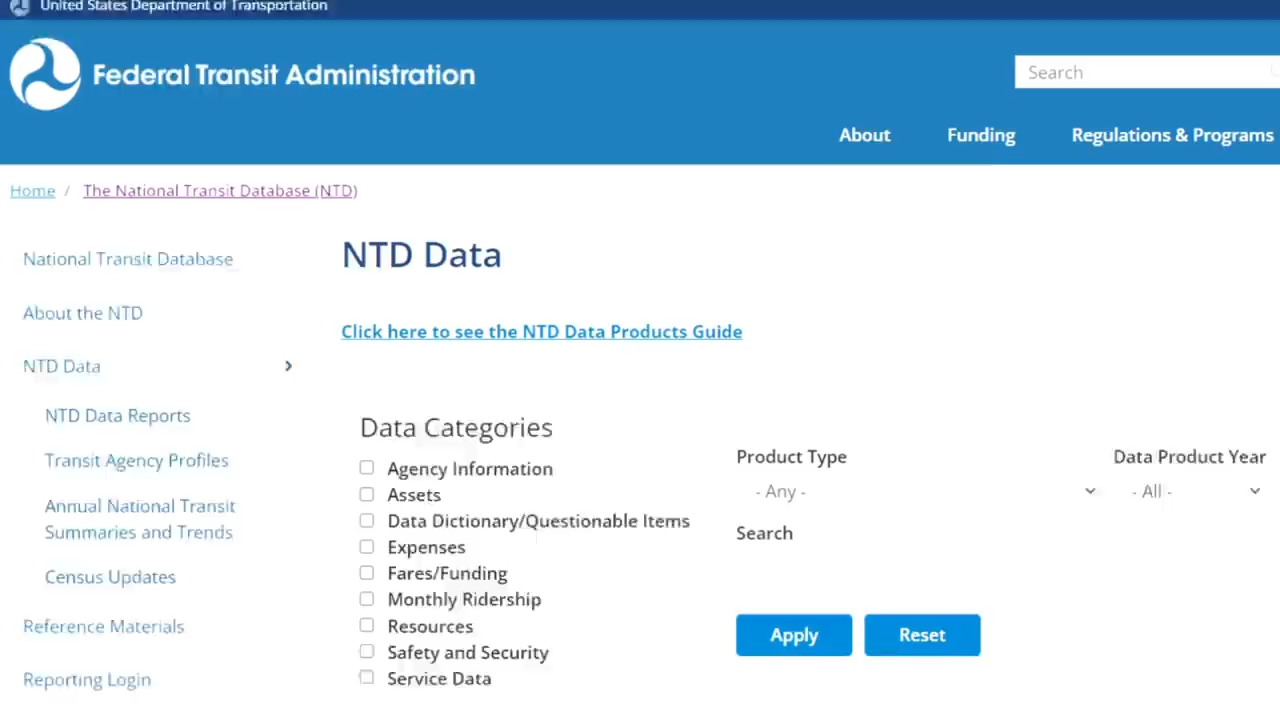 United States Department of Transportation
Federal Transit Administration
Search
About Funding Regulations & Programs
Home / The National Transit Database (NTD)
National Transit Database
About the NTD
NTD Data
NTD Data Reports
Transit Agency Profiles
Annual National Transit
Summaries and Trends
Census Updates
Reference Materials
Reporting Login
NTD Data
Click here to see the NTD Data Products Guide
Data Categories
Agency Information
Assets
Data Dictionary/Questionable Items
Expenses
Fares/Funding
Monthly Ridership
Resources
Safety and Security
Service Data
Product Type
- Any -
Data Product Year
- All -
Search
Apply Reset